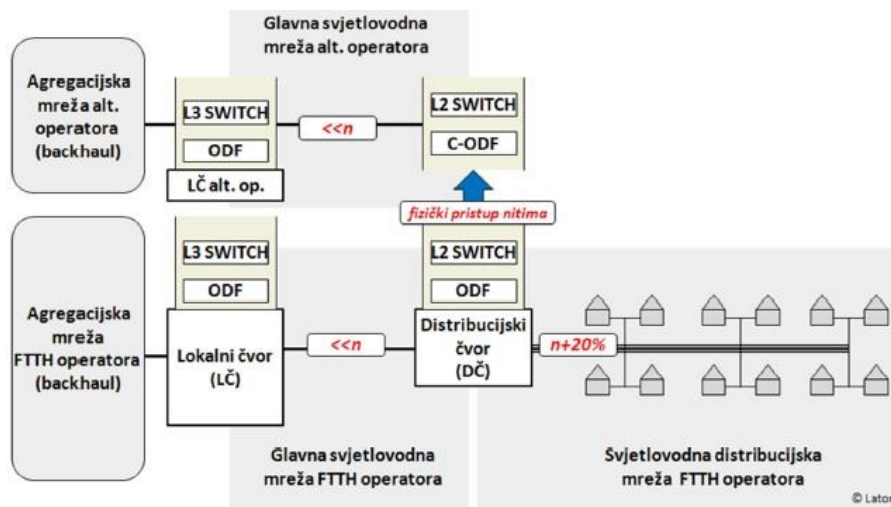 Glavna svjetlovodna
mreža alt. operatora
Agregacijska
mreža alt.
operatora
(backhaul)
L3 SWITCH
ODF
LČ alt. op.
<<n
L2 SWITCH
C-ODF
fizički pristup nitima
Agregacijska
mreža
FTTH operatora
(backhaul)
L3 SWITCH
ODF
Lokalni čvor
(LČ)
<<n
L2 SWITCH
ODF
Distribucijski
čvor
(DČ)
n+20%
Glavna svjetlovodna
mreža FTTH operatora
Svjetlovodna distribucijska
mreža FTTH operatora